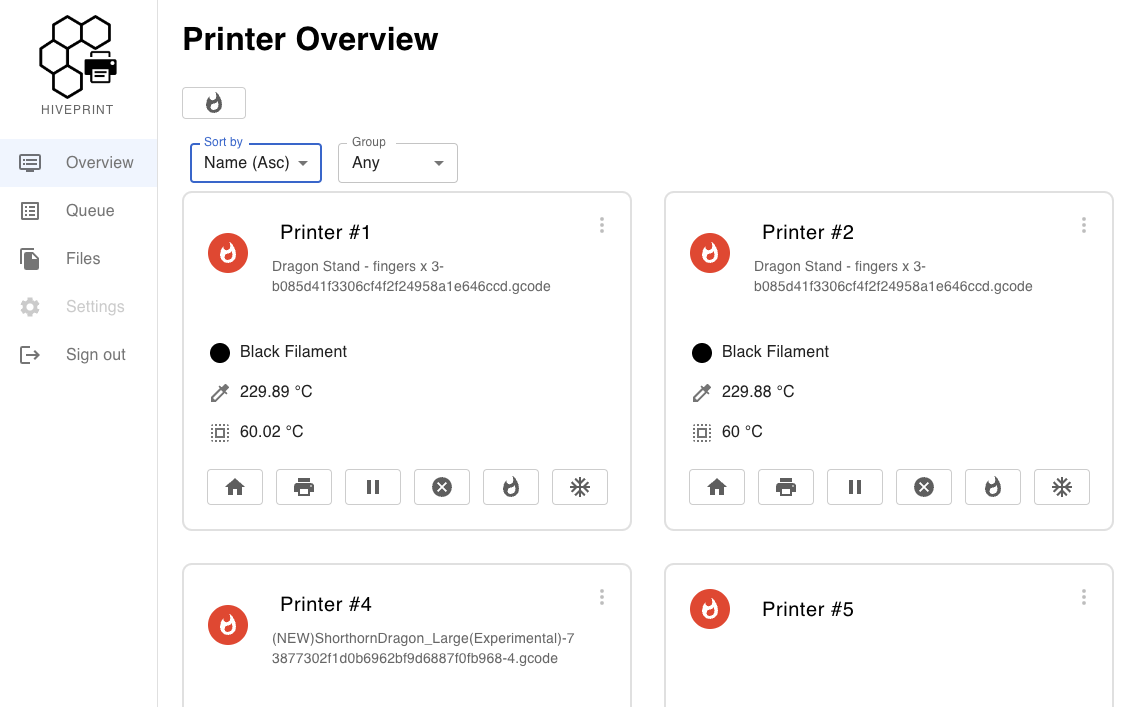 HIVEPRINT
Overview
Queue
Files
Settings
Sign out
Printer Overview
Sort by
Name (Asc)
Group
Any
Printer #1
Dragon Stand - fingers x 3-
b085d41f3306cf4f2f24958a1e646ccd.gcode
Black Filament
229.89 °C
60.02 °C
Printer #2
Dragon Stand - fingers x 3-
b085d41f3306cf4f2f24958a1e646ccd.gcode
Black Filament
229.88 °C
60 °C
Printer #4
(NEW)ShorthornDragon_Large(Experimental)-7
3877302f1d0b6962bf9d6887f0fb968-4.gcode
Printer #5